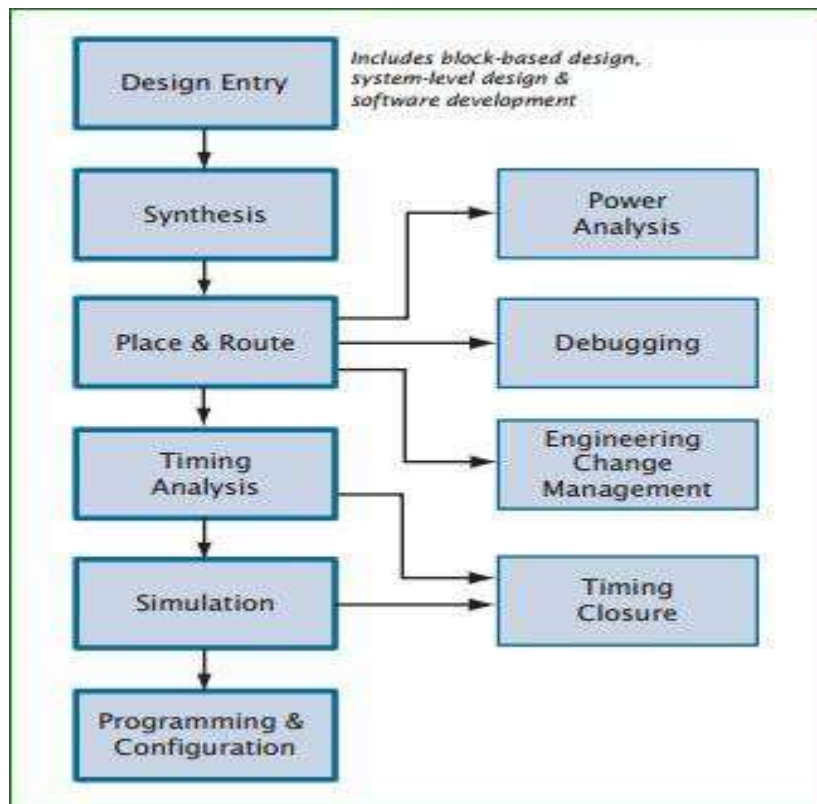 Design Entry
Includes block-based design,
system-level design &
software development
Synthesis
Power
Analysis
Place & Route
Debugging
Timing
Analysis
Engineering
Change
Management
Simulation
Timing
Closure
Programming &
Configuration